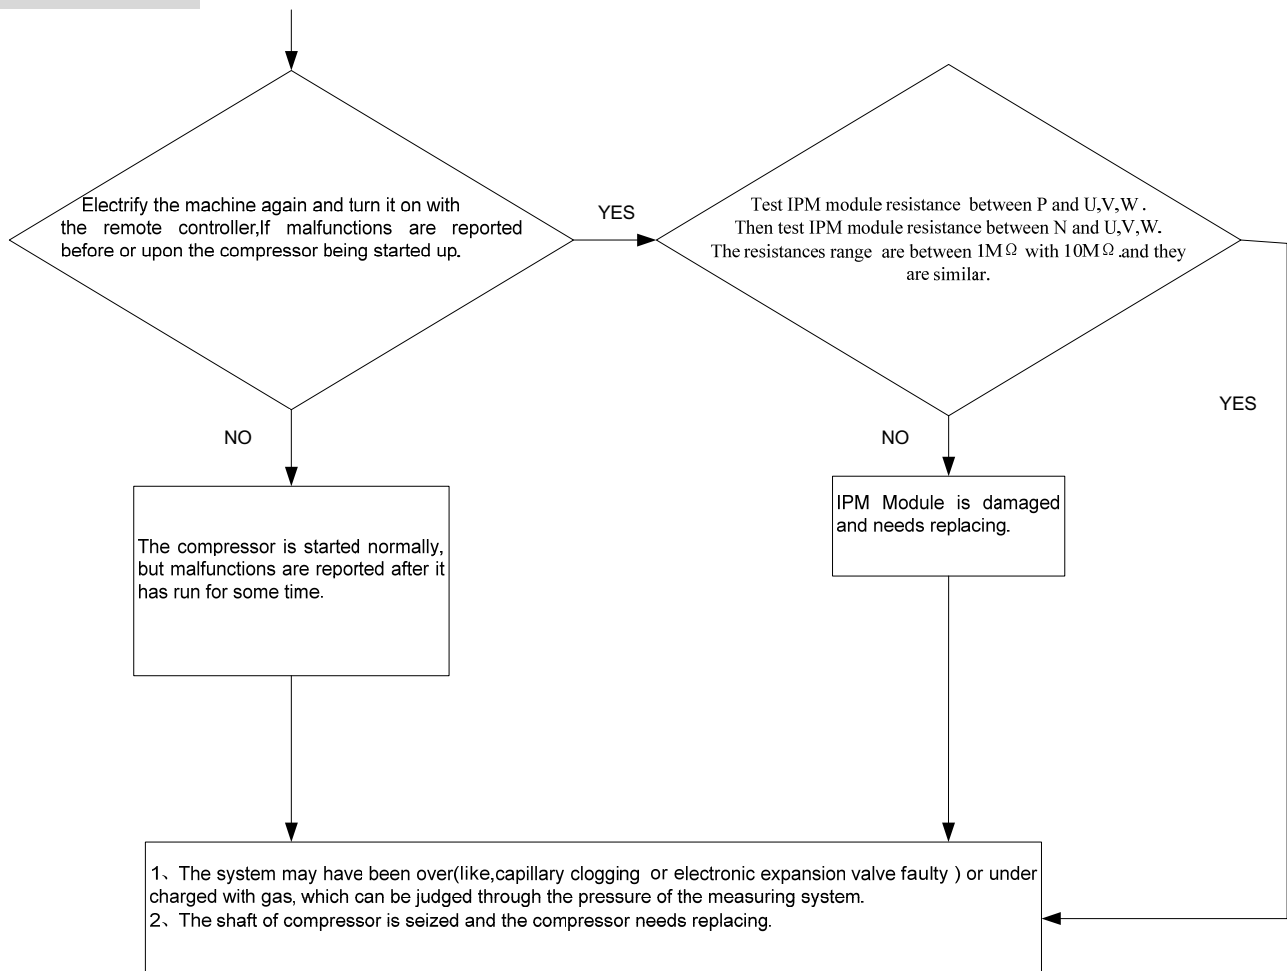 Electrify the machine again and turn it on with
the remote controller,If malfunctions are reported
before or upon the compressor being started up.
YES
Test IPM module resistance between P and U,V,W .
Then test IPM module resistance between N and U,V,W.
The resistances range are between 1MΩ with 10MΩ .and they
are similar.
YES
NO
NO
The compressor is started normally,
but malfunctions are reported after it
has run for some time.
IPM Module is damaged
and needs replacing.
1、The system may have been over(like,capillary clogging or electronic expansion valve faulty ) or under
charged with gas, which can be judged through the pressure of the measuring system.
2、The shaft of compressor is seized and the compressor needs replacing.